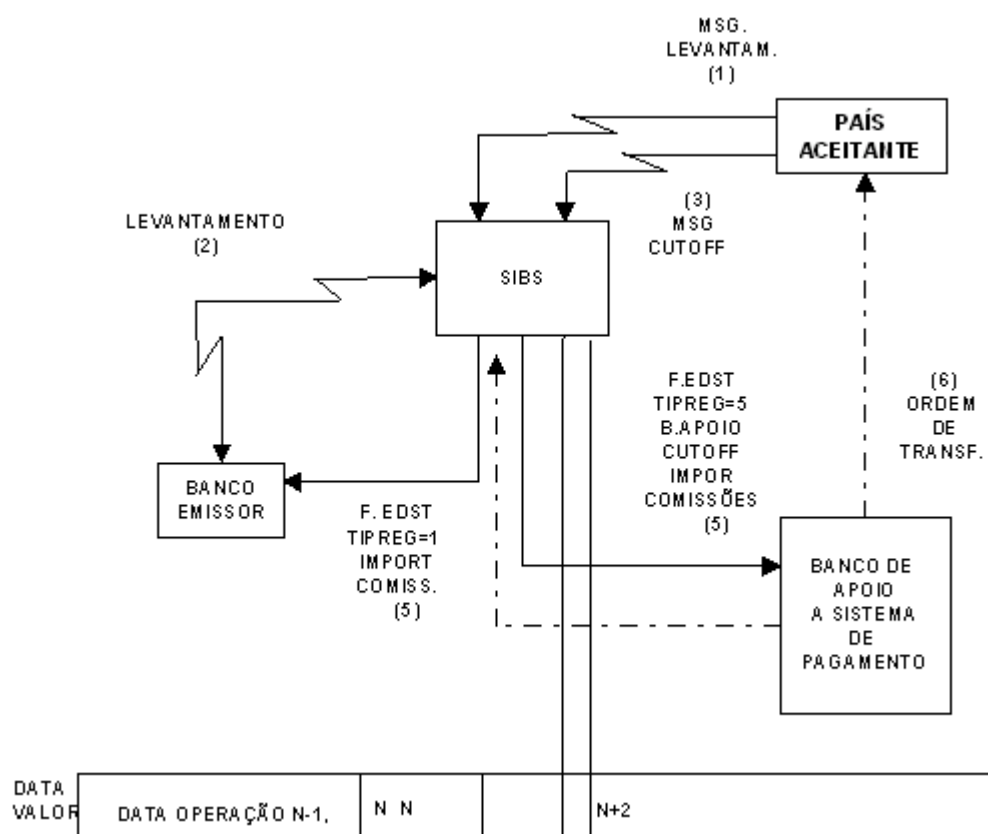 MSG.
LEVANTAM.
(1)
PAÍS
ACEITANTE
LEVANTAMENTO
(2)
(3)
MSG
CUTOFF
SIBS
F.EDST
TIPREG=5
B.APOIO
CUTOFF
IMPOR
COMISSÕES
(5)
(6)
ORDEM
DE
TRANSF.
BANCO
EMISSOR
F. EDST
TIPREG=1
IMPORT
COMISS.
(5)
BANCO DE
APOIO
A SISTEMA
DE
PAGAMENTO
DATA
VALOR
DATA OPERAÇÃO N-1,
N N
N+2